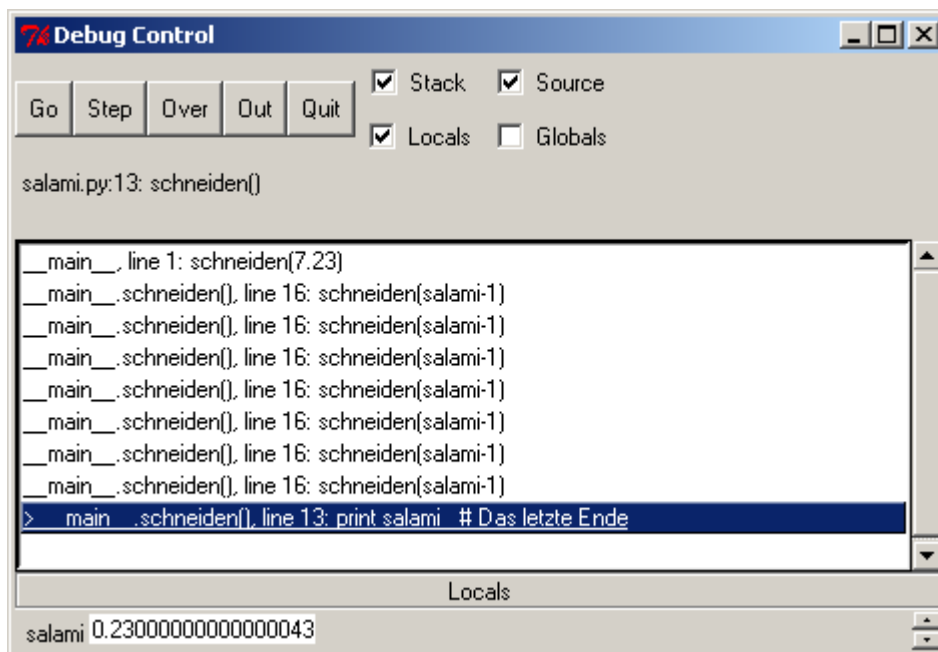 Debug Control
Go Step Over Out Quit
Stack Source
Locals Globals
salami.py:13: schneiden()
__main__, line 1: schneiden(7.23)
__main__.schneiden(), line 16: schneiden(salami-1)
__main__.schneiden(), line 16: schneiden(salami-1)
__main__.schneiden(), line 16: schneiden(salami-1)
__main__.schneiden(), line 16: schneiden(salami-1)
__main__.schneiden(), line 16: schneiden(salami-1)
__main__.schneiden(), line 16: schneiden(salami-1)
__main__.schneiden(), line 16: schneiden(salami-1)
> __main__.schneiden(), line 13: print salami # Das letzte Ende
Locals
salami 0.23000000000000043